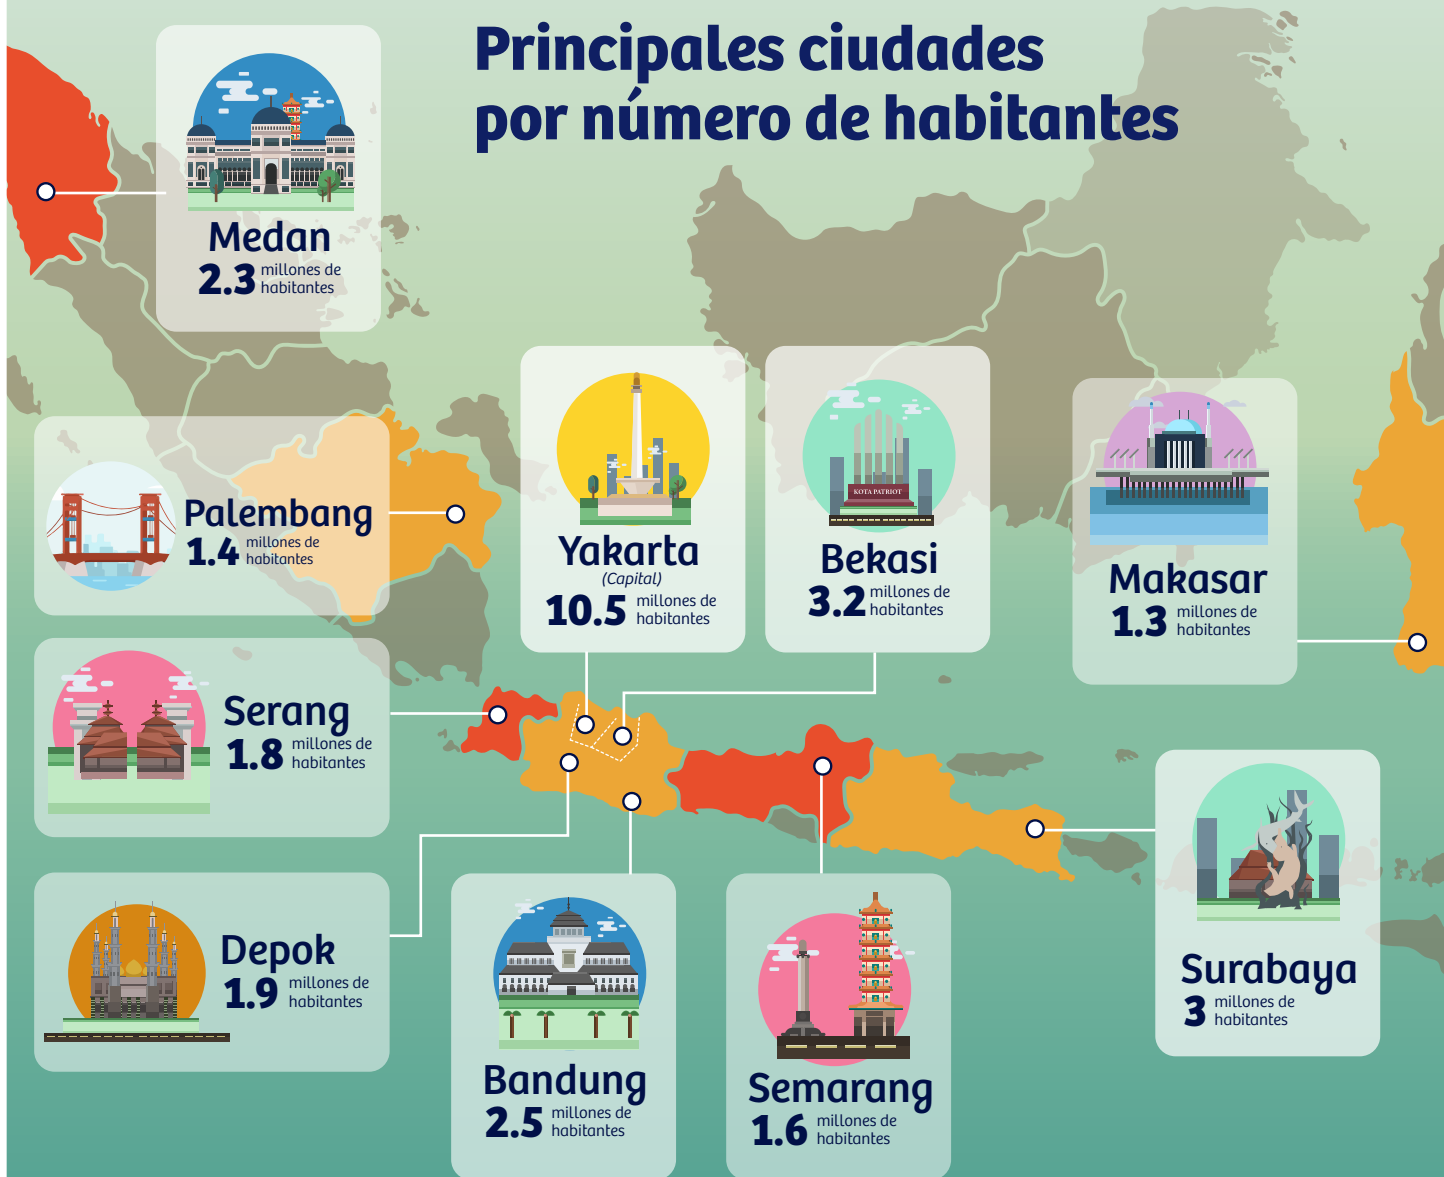 Principales ciudades
por número de habitantes
Medan
2.3 millones de
habitantes
Palembang
1.4 millones de
habitantes
Yakarta
(Capital)
10.5 millones de
habitantes
KOTA PATRIOT
Bekasi
3.2 millones de
habitantes
Makasar
1.3 millones de
habitantes
Serang
1.8 millones de
habitantes
Depok
1.9 millones de
habitantes
Bandung
2.5 millones de
habitantes
Semarang
1.6 millones de
habitantes
Surabaya
3 millones de
habitantes